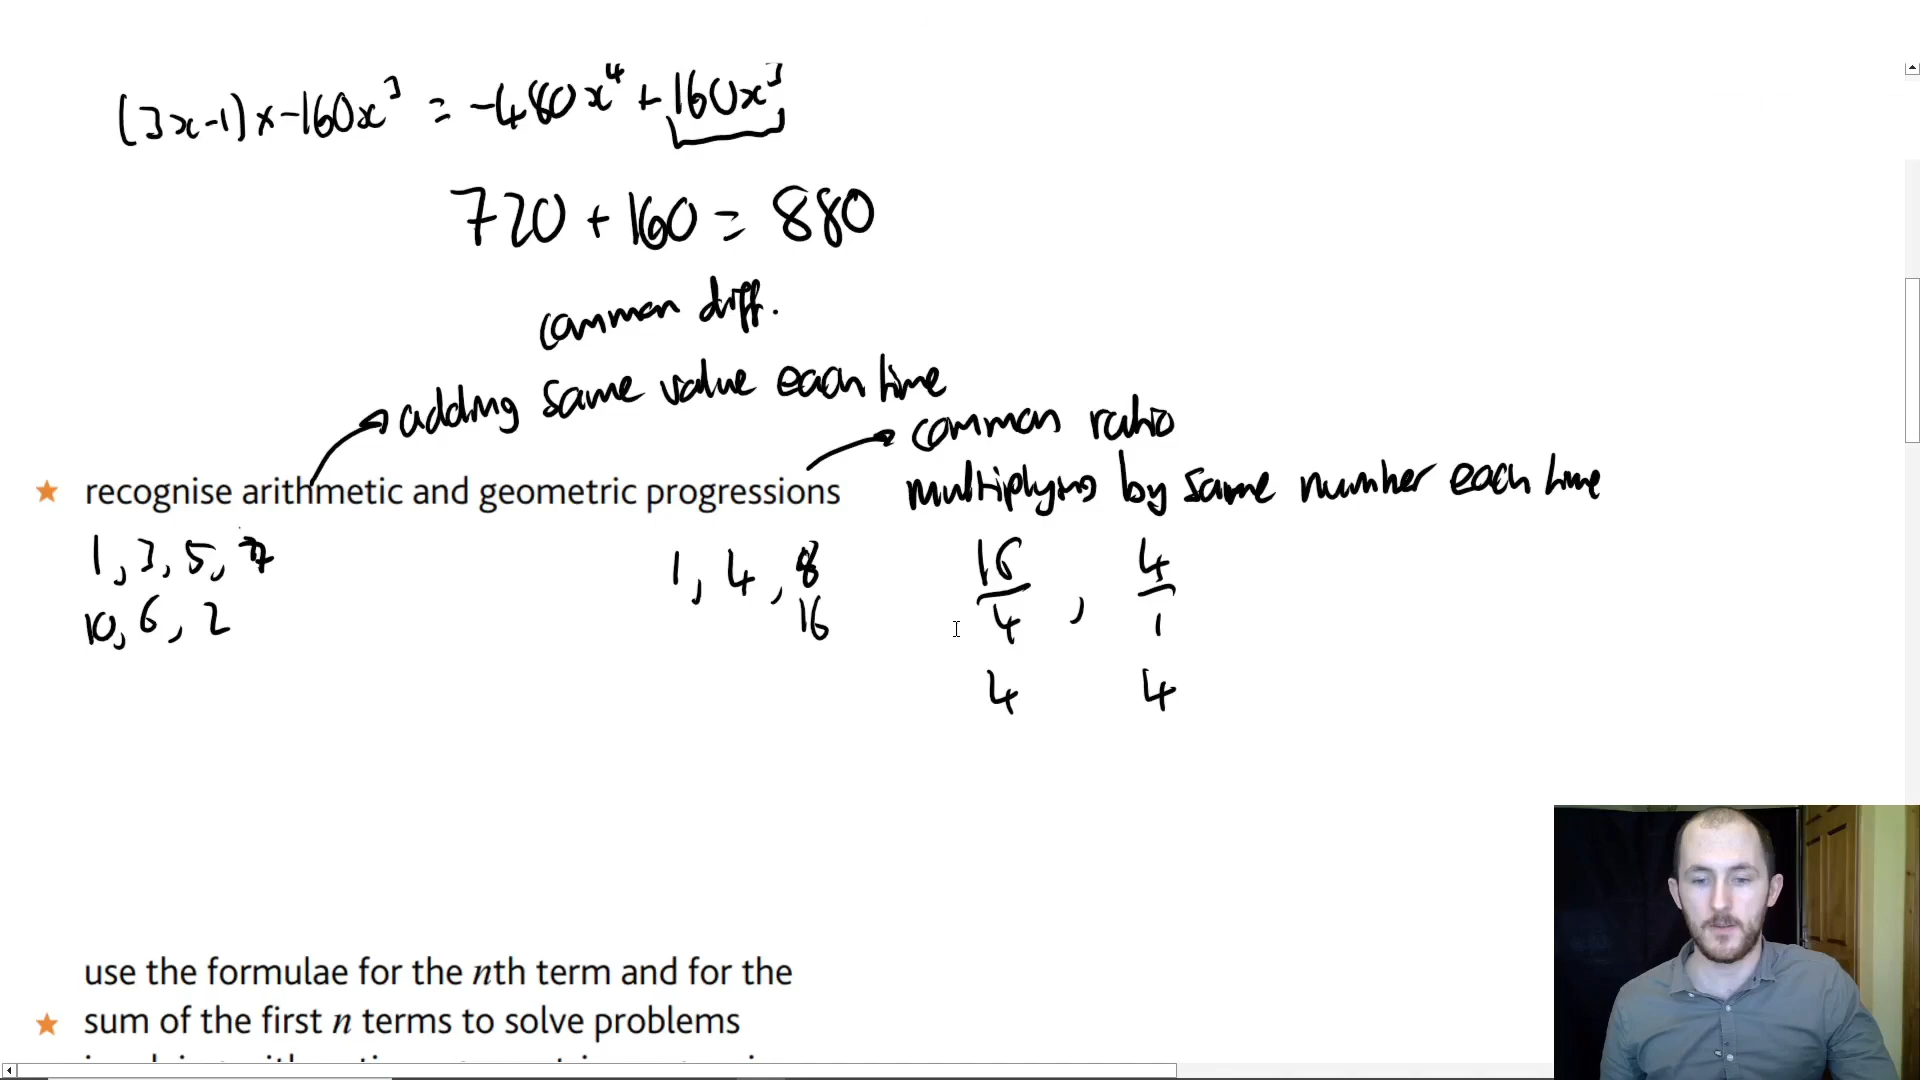 (3x-1)x-160x³ = -480x⁴ + 160x³
720 + 160 = 880
common diff.
adding same value each time
common ratio
★ recognise arithmetic and geometric progressions
multiplying by same number each time
1, 3, 5, 7
1, 4, 8
16/4 , 4/1
10, 6, 2
16
4 4
use the formulae for the nth term and for the
★ sum of the first n terms to solve problems